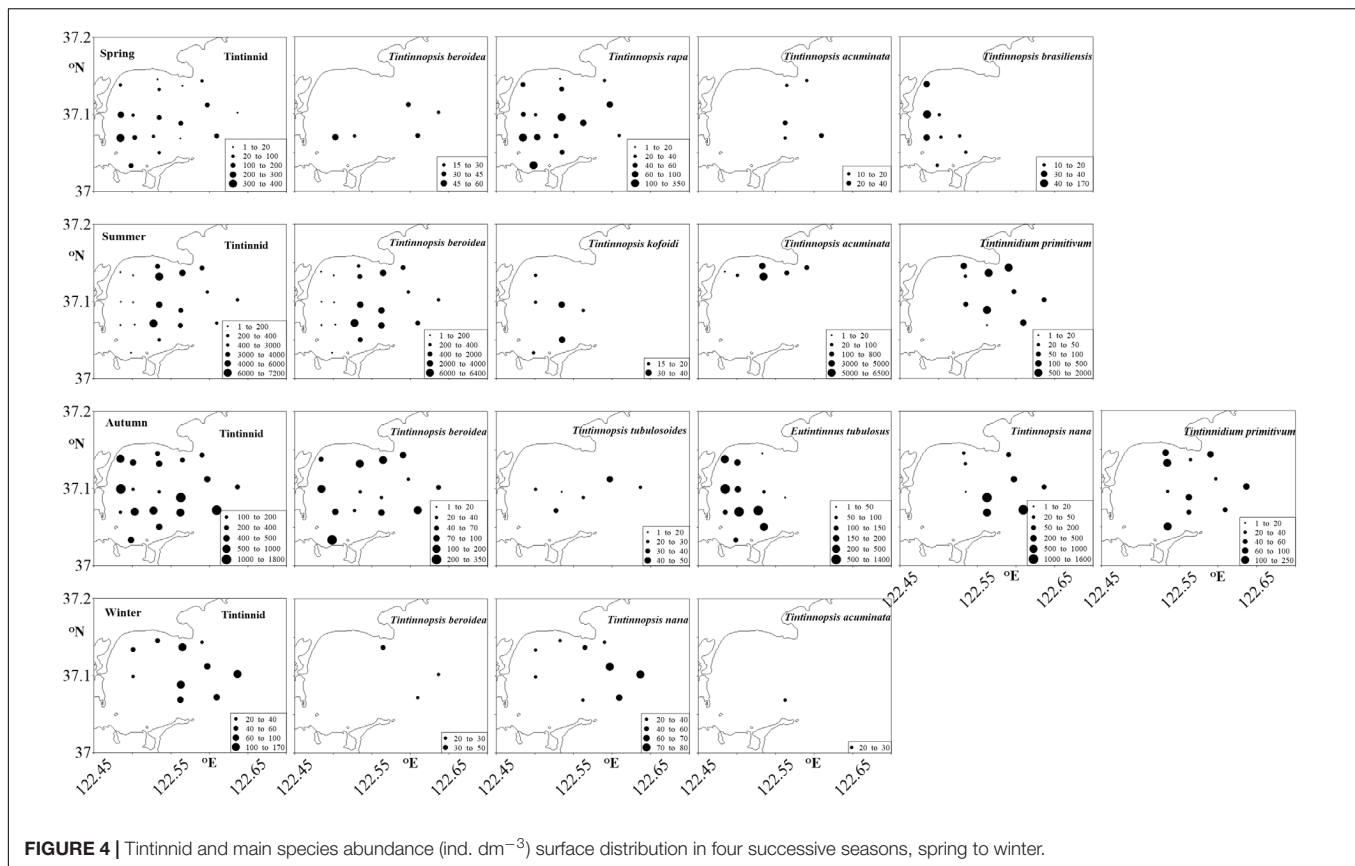 37.2
Spring
Tintinnid
°N
37.1
37
1 to 20
20 to 100
100 to 200
200 to 300
300 to 400
Tintinnopsis beroidea
15 to 30
30 to 45
45 to 60
Tintinnopsis rapa
1 to 20
20 to 40
40 to 60
60 to 100
100 to 350
Tintinnopsis acuminata
10 to 20
20 to 40
Tintinnopsis brasiliensis
10 to 20
30 to 40
40 to 170
37.2
Summer
Tintinnid
°N
37.1
37
1 to 200
200 to 400
400 to 3000
3000 to 4000
4000 to 6000
6000 to 7200
Tintinnopsis beroidea
1 to 200
200 to 400
400 to 2000
2000 to 4000
6000 to 6400
Tintinnopsis kofoidi
15 to 20
30 to 40
Tintinnopsis acuminata
1 to 20
20 to 100
100 to 800
3000 to 5000
5000 to 6500
Tintinnidium primitivum
1 to 20
20 to 50
50 to 100
100 to 500
500 to 2000
37.2
Autumn
Tintinnid
°N
37.1
37
100 to 200
200 to 400
400 to 500
500 to 1000
1000 to 1800
Tintinnopsis beroidea
1 to 20
20 to 40
40 to 70
70 to 100
100 to 200
200 to 350
Tintinnopsis tubulosoides
1 to 20
20 to 30
30 to 40
40 to 50
Eutintinnus tubulosus
1 to 50
50 to 100
100 to 150
150 to 200
200 to 500
500 to 1400
Tintinnopsis nana
1 to 20
20 to 50
50 to 200
200 to 500
500 to 1000
1000 to 1600
122.45
122.55
°E
122.65
Tintinnidium primitivum
1 to 20
20 to 40
40 to 60
60 to 100
100 to 250
122.45
122.55
°E
122.65
37.2
Winter
Tintinnid
°N
37.1
37
20 to 40
40 to 60
60 to 100
100 to 170
122.45
122.55
°E
122.65
Tintinnopsis beroidea
20 to 30
30 to 50
122.45
122.55
°E
122.65
Tintinnopsis nana
20 to 40
40 to 60
60 to 70
70 to 80
122.45
122.55
°E
122.65
Tintinnopsis acuminata
20 to 30
122.45
122.55
°E
122.65
FIGURE 4 | Tintinnid and main species abundance (ind. dm−3) surface distribution in four successive seasons, spring to winter.